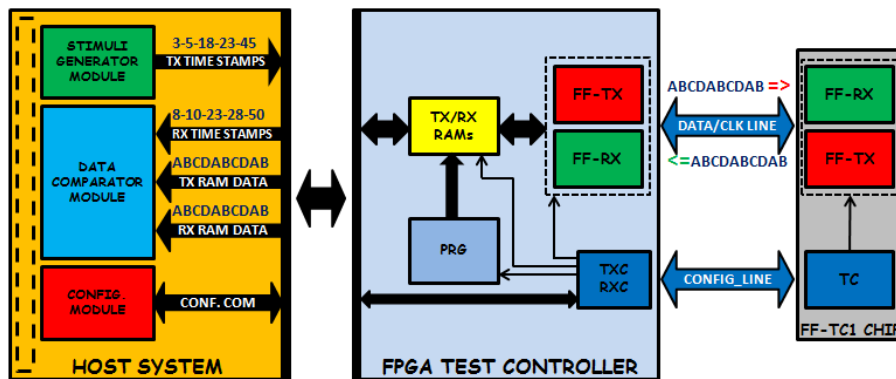 STIMULI
GENERATOR
MODULE
3-5-18-23-45
TX TIME STAMPS
DATA
COMPARATOR
MODULE
8-10-23-28-50
RX TIME STAMPS
ABCDABCDAB
TX RAM DATA
ABCDABCDAB
RX RAM DATA
CONFIG.
MODULE
CONF. COM
HOST SYSTEM
TX/RX
RAMs
FF-TX
FF-RX
PRG
TXC
RXC
FPGA TEST CONTROLLER
ABCDABCDAB =>
DATA/CLK LINE
<=ABCDABCDAB
CONFIG_LINE
FF-RX
FF-TX
TC
FF-TC1 CHIP